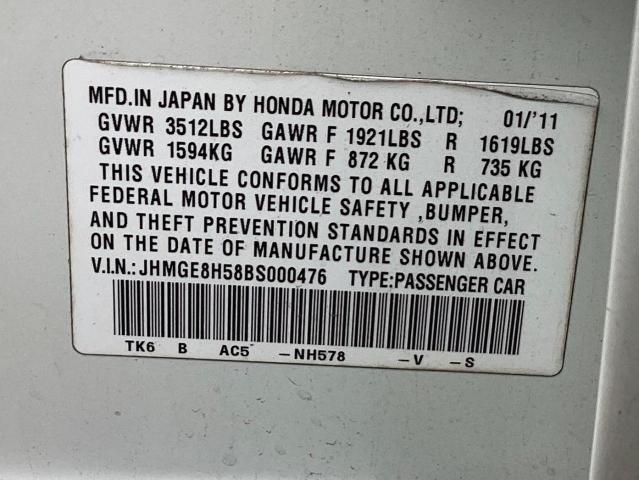 MFD.IN JAPAN BY HONDA MOTOR CO.,LTD; 01/'11
GVWR 3512LBS GAWR F 1921LBS R 1619LBS
GVWR 1594KG GAWR F 872 KG R 735 KG
THIS VEHICLE CONFORMS TO ALL APPLICABLE
FEDERAL MOTOR VEHICLE SAFETY ,BUMPER,
AND THEFT PREVENTION STANDARDS IN EFFECT
ON THE DATE OF MANUFACTURE SHOWN ABOVE.
V.I.N.:JHMGE8H58BS000476 TYPE:PASSENGER CAR
TK6 B AC5 -NH578 -V -S